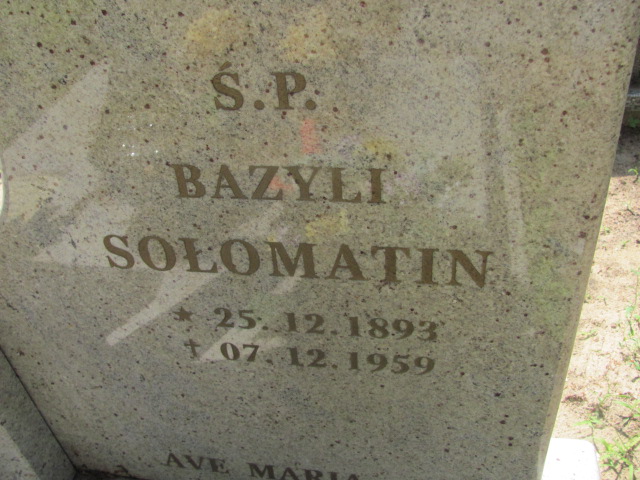 Ś.P.
BAZYLI
SOŁOMATIN
* 25. 12. 1893
† 07. 12. 1959
AVE MARIA